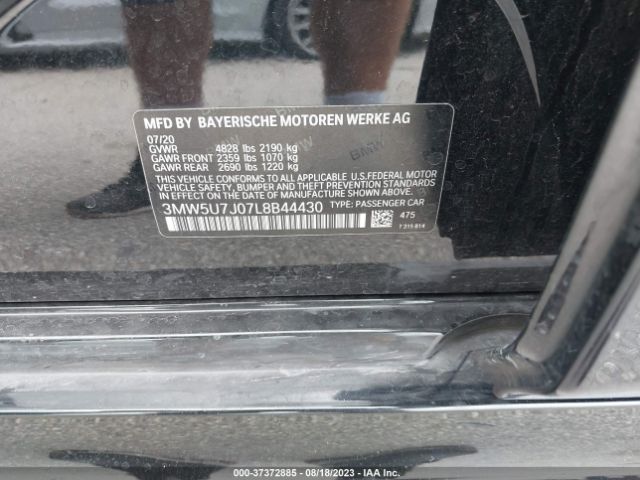 MFD BY BAYERISCHE MOTOREN WERKE AG
07/20
GVWR 4828 lbs 2190 kg
GAWR FRONT 2359 lbs 1070 kg
GAWR REAR 2690 lbs 1220 kg
THIS VEHICLE CONFORMS TO ALL APPLICABLE U.S.FEDERAL MOTOR
VEHICLE SAFETY, BUMPER AND THEFT PREVENTION STANDARDS
IN EFFECT ON THE DATE OF MANUFACTURE SHOWN ABOVE.
3MW5U7J07L8B44430 TYPE: PASSENGER CAR
475
7 215 814
000-37372885 - 08/18/2023 - IAA Inc.